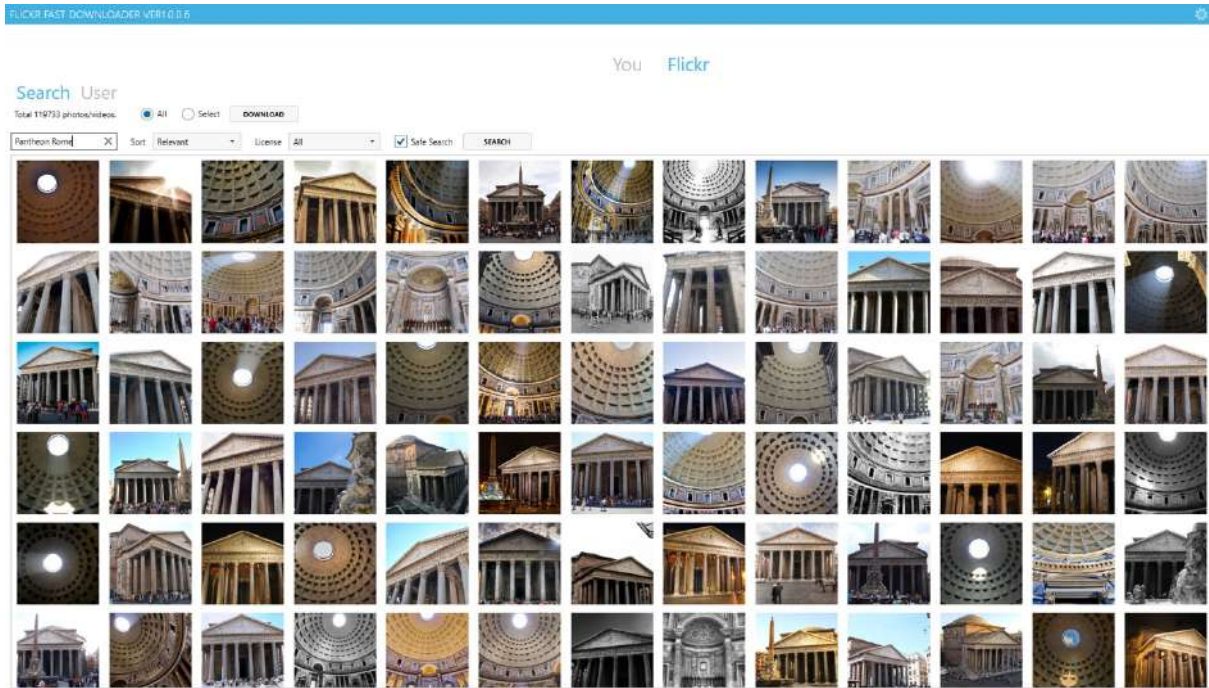 FLICKR FAST DOWNLOADER VER1.0.0.6
You Flickr
Search User
Total 119733 photos/videos. All Select DOWNLOAD
Pantheon Rome Sort Relevant License All Safe Search SEARCH